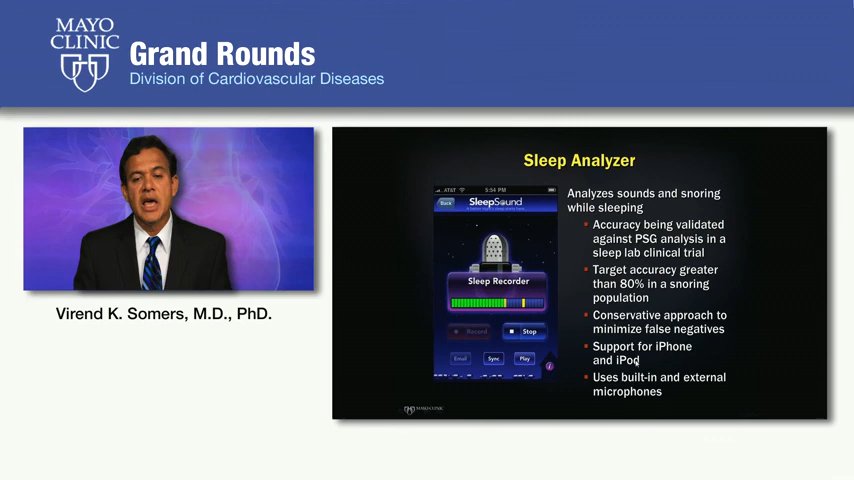 MAYO
CLINIC
Grand Rounds
Division of Cardiovascular Diseases
Virend K. Somers, M.D., PhD.
Sleep Analyzer
AT&T
5:54 PM
Back
SleepSound
Sleep Recorder
Record
Stop
Email
Sync
Play
Analyzes sounds and snoring
while sleeping
Accuracy being validated
against PSG analysis in a
sleep lab clinical trial
Target accuracy greater
than 80% in a snoring
population
Conservative approach to
minimize false negatives
Support for iPhone
and iPod
Uses built-in and external
microphones
MAYO CLINIC